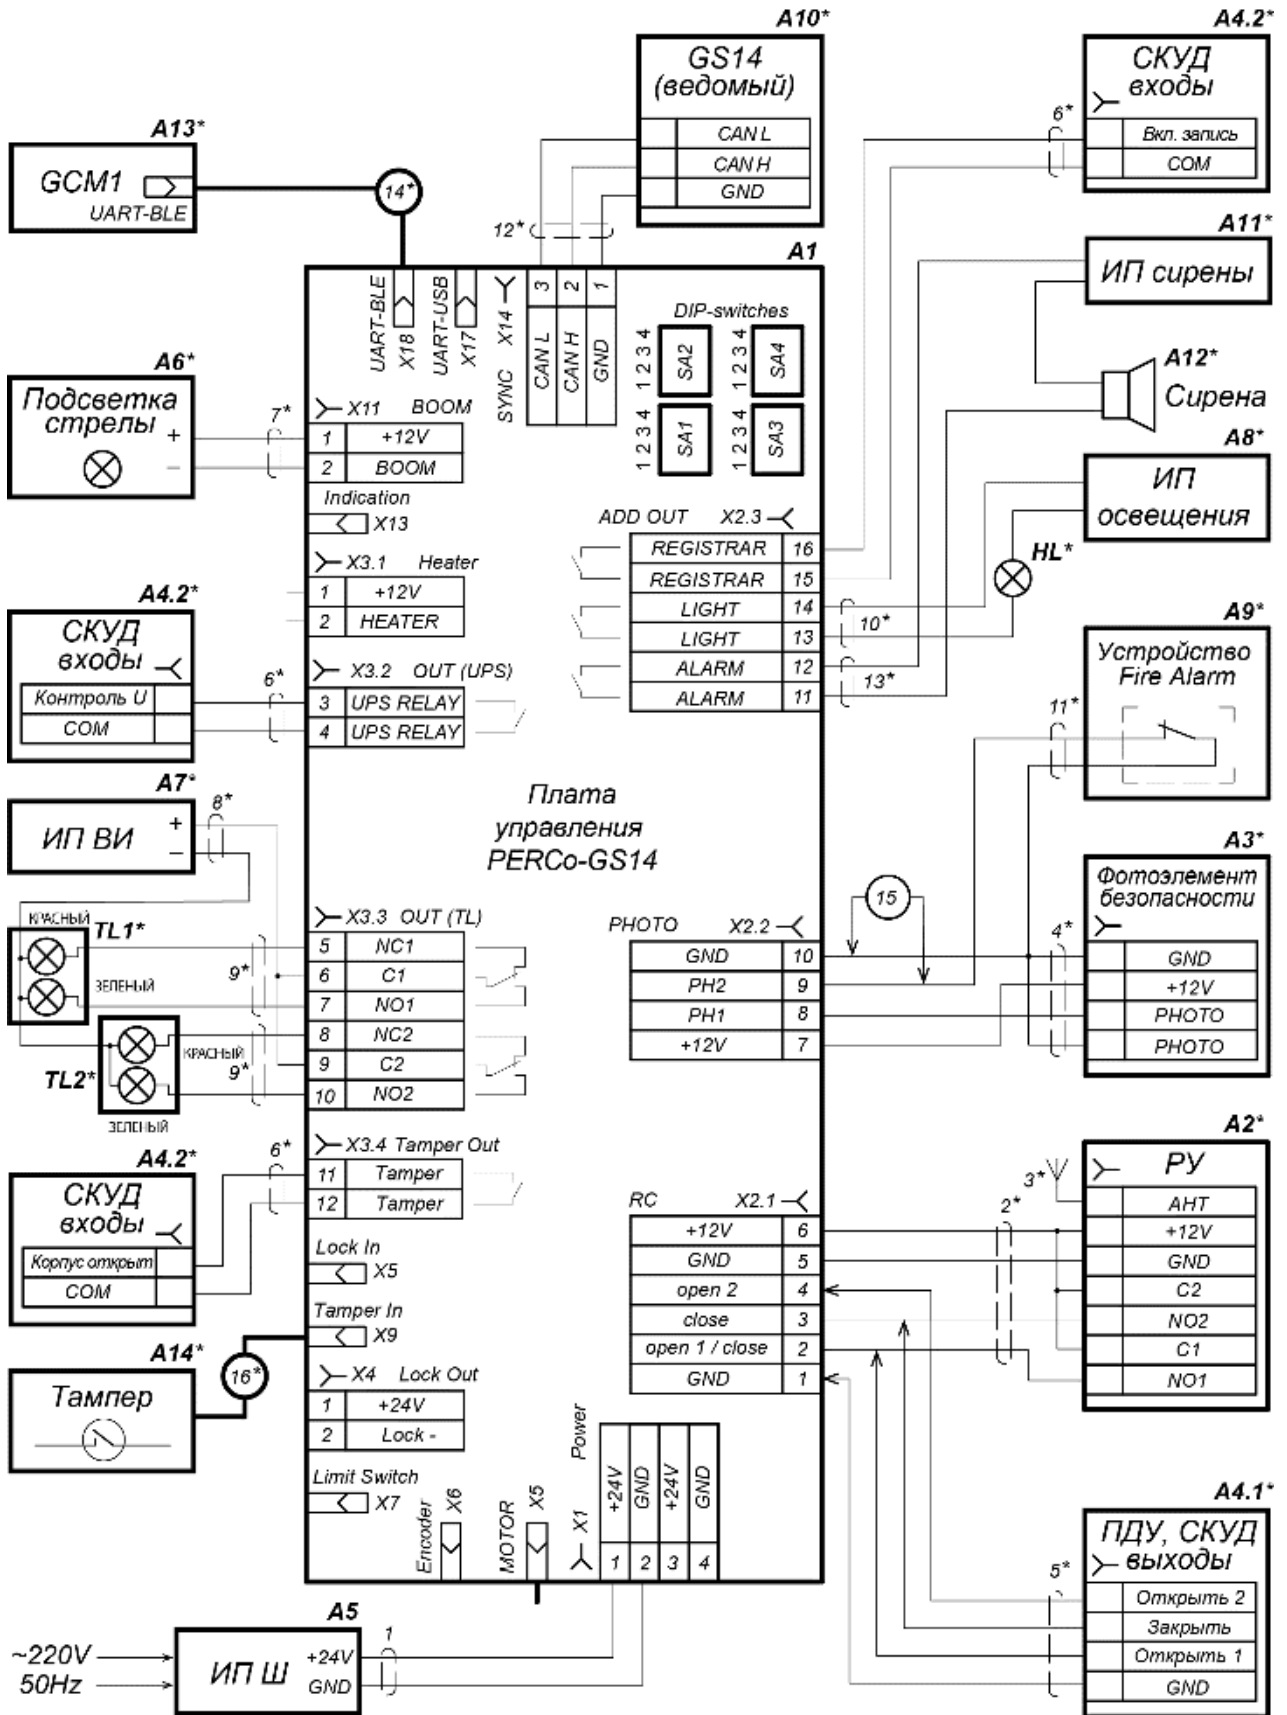 A10*
GS14
(ведомый)
CAN L
CAN H
GND
12*
A4.2*
СКУД
входы
Вкл. запись
COM
6*
A13*
GCM1
UART-BLE
14*
A11*
ИП сирены
A12*
Сирена
A8*
ИП
освещения
HL*
A1
UART-BLE
X18
UART-USB
X17
SYNC X14
3 2 1
CAN L
CAN H
GND
DIP-switches
1 2 3 4
SA2
1 2 3 4
SA4
1 2 3 4
SA1
1 2 3 4
SA3
A6*
Подсветка
стрелы
+
−
7*
X11 BOOM
1 +12V
2 BOOM
Indication
X13
X3.1 Heater
1 +12V
2 HEATER
A4.2*
СКУД
входы
Контроль U
COM
6*
X3.2 OUT (UPS)
3 UPS RELAY
4 UPS RELAY
ADD OUT X2.3
REGISTRAR 16
REGISTRAR 15
LIGHT 14
LIGHT 13
ALARM 12
ALARM 11
10*
13*
A9*
Устройство
Fire Alarm
11*
A7*
ИП ВИ
+
−
8*
Плата
управления
PERCo-GS14
КРАСНЫЙ
TL1*
ЗЕЛЕНЫЙ
9*
X3.3 OUT (TL)
5 NC1
6 C1
7 NO1
8 NC2
9 C2
10 NO2
КРАСНЫЙ
TL2*
9*
ЗЕЛЕНЫЙ
15
PHOTO X2.2
GND 10
PH2 9
PH1 8
+12V 7
A3*
Фотоэлемент
безопасности
4*
GND
+12V
PHOTO
PHOTO
A4.2*
СКУД
входы
Корпус открыт
COM
6*
X3.4 Tamper Out
11 Tamper
12 Tamper
Lock In
X5
Tamper In
X9
A14*
Тампер
16*
X4 Lock Out
1 +24V
2 Lock -
Limit Switch
X7
Encoder
X6
MOTOR
X5
Power
X1
+24V
GND
+24V
GND
1 2 3 4
RC X2.1
+12V 6
GND 5
open 2 4
close 3
open 1 / close 2
GND 1
A2*
РУ
3*
2*
АНТ
+12V
GND
C2
NO2
C1
NO1
A4.1*
ПДУ, СКУД
выходы
5*
Открыть 2
Закрыть
Открыть 1
GND
A5
~220V
50Hz
ИП Ш
+24V
GND
1